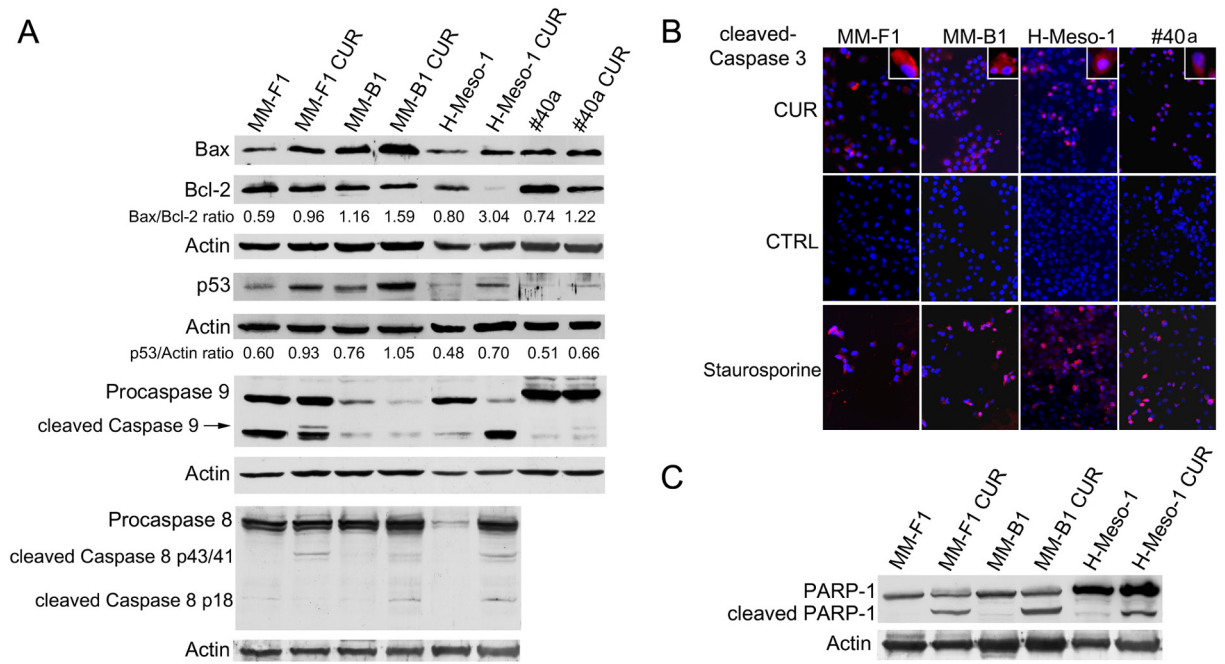 A
MM-F1
MM-F1 CUR
MM-B1
MM-B1 CUR
H-Meso-1
H-Meso-1 CUR
#40a
#40a CUR
Bax
Bcl-2
Bax/Bcl-2 ratio 0.59 0.96 1.16 1.59 0.80 3.04 0.74 1.22
Actin
p53
Actin
p53/Actin ratio 0.60 0.93 0.76 1.05 0.48 0.70 0.51 0.66
Procaspase 9
cleaved Caspase 9
Actin
Procaspase 8
cleaved Caspase 8 p43/41
cleaved Caspase 8 p18
Actin
B
cleaved-
Caspase 3
MM-F1 MM-B1 H-Meso-1 #40a
CUR
CTRL
Staurosporine
C
MM-F1
MM-F1 CUR
MM-B1
MM-B1 CUR
H-Meso-1
H-Meso-1 CUR
PARP-1
cleaved PARP-1
Actin